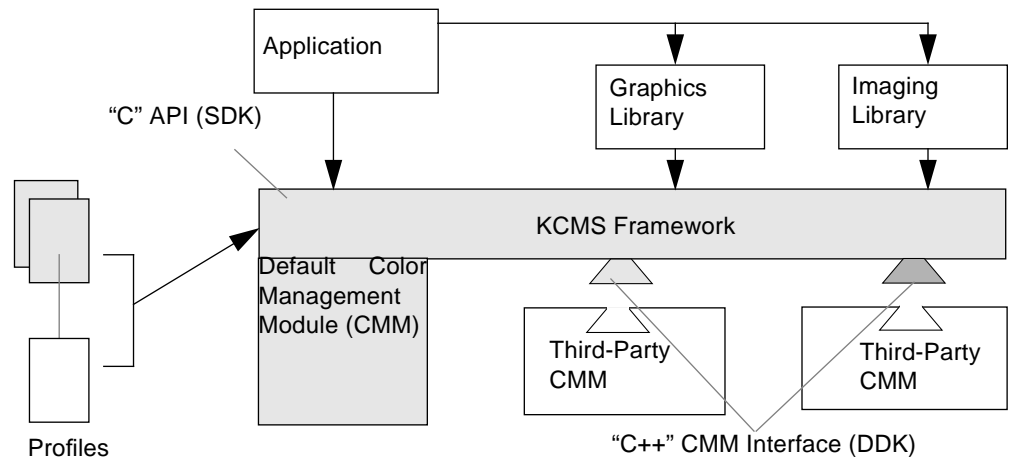 Application
Graphics
Library
Imaging
Library
“C” API (SDK)
KCMS Framework
Default Color
Management
Module (CMM)
Third-Party
CMM
Third-Party
CMM
Profiles
“C++” CMM Interface (DDK)